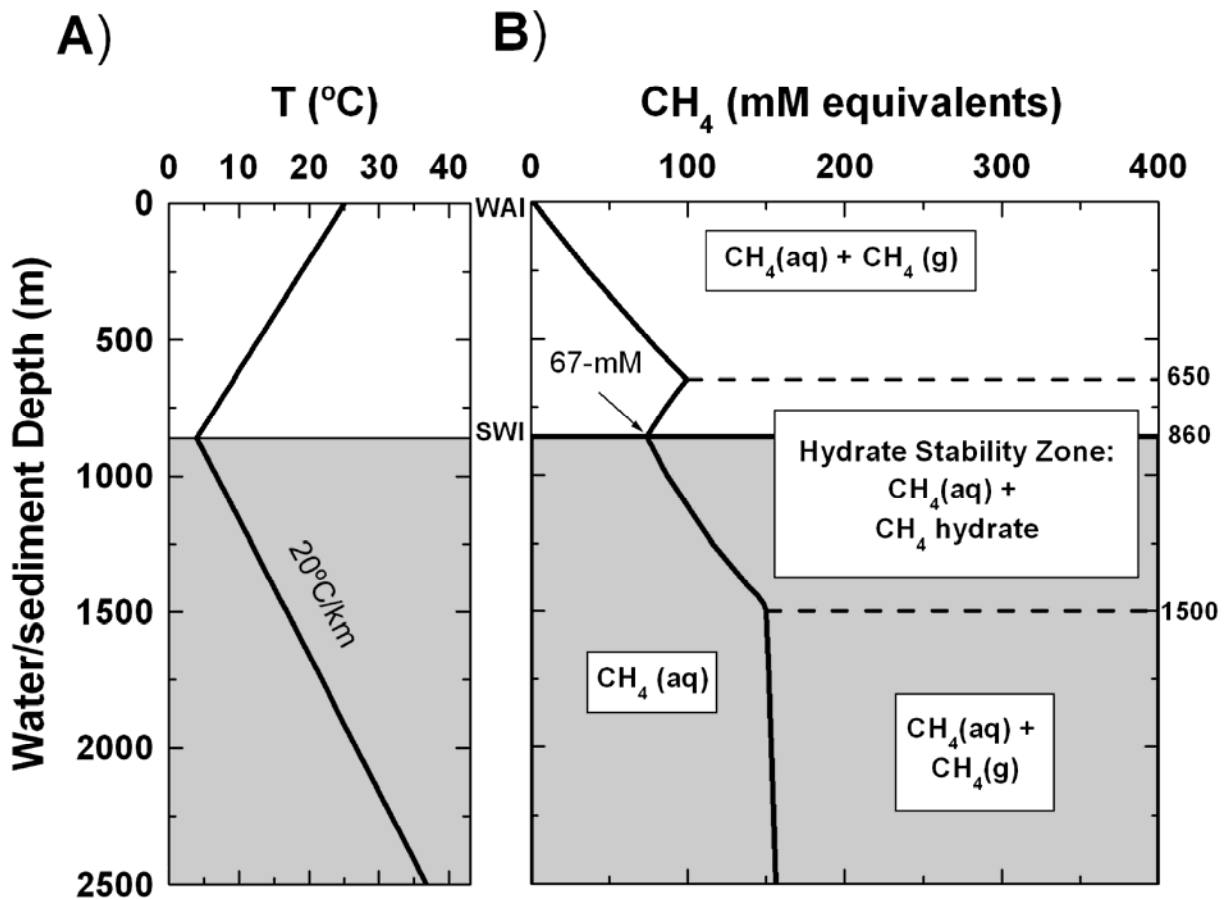 A)
B)
T (ºC)
CH₄ (mM equivalents)
0 10 20 30 40
0 100 200 300 400
Water/sediment Depth (m)
0
500
1000
1500
2000
2500
20ºC/km
WAI
SWI
CH₄(aq) + CH₄ (g)
67-mM
650
860
1500
Hydrate Stability Zone:
CH₄(aq) +
CH₄ hydrate
CH₄ (aq)
CH₄(aq) +
CH₄(g)